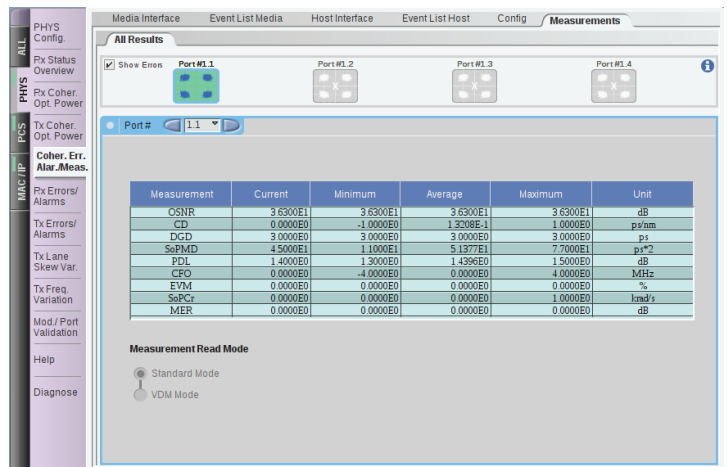 Media Interface Event List Media Host Interface Event List Host Config Measurements
All Results
Show Errors Port#1.1 Port#1.2 Port#1.3 Port#1.4
X X X
Port # 1.1
ALL
PHYS
PCS
MAC/IP
PHYS
Config.
Rx Status
Overview
Rx Coher.
Opt. Power
Tx Coher.
Opt. Power
Coher. Err.
Alar./Meas.
Rx Errors/
Alarms
Tx Errors/
Alarms
Tx Lane
Skew Var.
Tx Freq.
Variation
Mod./ Port
Validation
Help
Diagnose
Measurement Current Minimum Average Maximum Unit
OSNR 3.6300E1 3.6300E1 3.6300E1 3.6300E1 dB
CD 0.0000E0 -1.0000E0 1.3208E-1 1.0000E0 ps/nm
DGD 3.0000E0 3.0000E0 3.0000E0 3.0000E0 ps
SoPMD 4.5000E1 1.1000E1 5.1377E1 7.7000E1 ps^2
PDL 1.4000E0 1.3000E0 1.4396E0 1.5000E0 dB
CFO 0.0000E0 -4.0000E0 0.0000E0 4.0000E0 MHz
EVM 0.0000E0 0.0000E0 0.0000E0 0.0000E0 %
SoPCr 0.0000E0 0.0000E0 0.0000E0 1.0000E0 krad/s
MER 0.0000E0 0.0000E0 0.0000E0 0.0000E0 dB
Measurement Read Mode
Standard Mode
VDM Mode